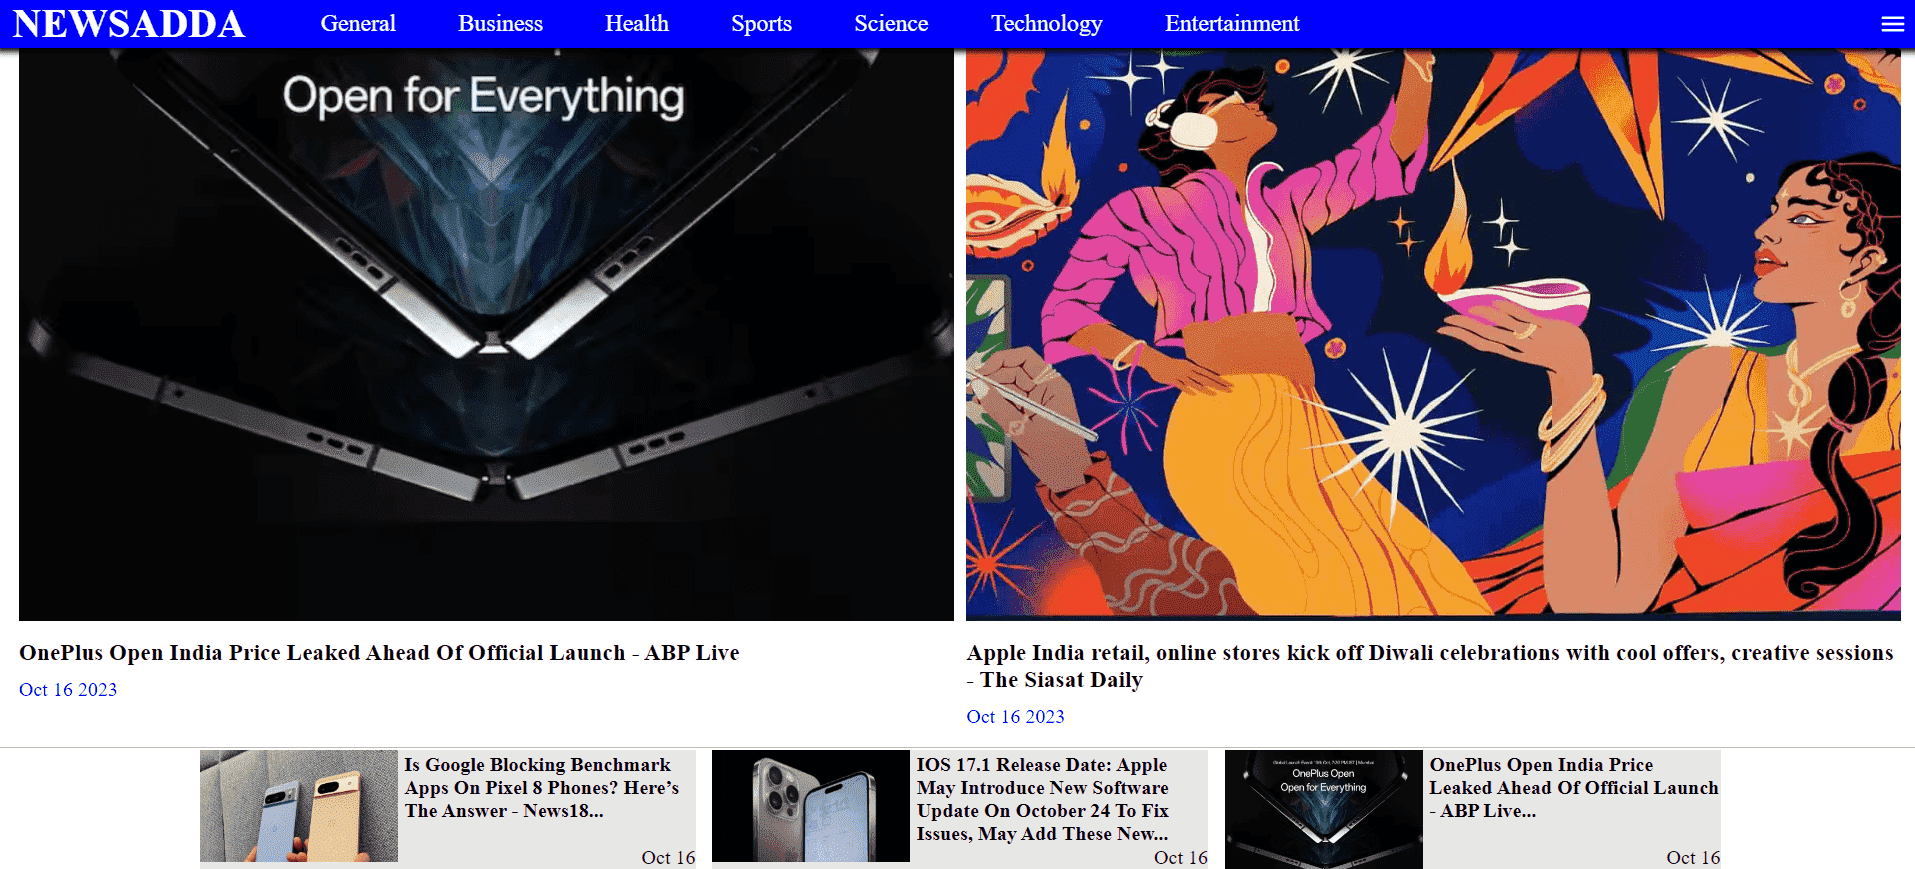 NEWSADDA General Business Health Sports Science Technology Entertainment
Open for Everything
OnePlus Open India Price Leaked Ahead Of Official Launch - ABP Live
Oct 16 2023
Apple India retail, online stores kick off Diwali celebrations with cool offers, creative sessions
- The Siasat Daily
Oct 16 2023
Is Google Blocking Benchmark
Apps On Pixel 8 Phones? Here’s
The Answer - News18...
Oct 16
IOS 17.1 Release Date: Apple
May Introduce New Software
Update On October 24 To Fix
Issues, May Add These New...
Oct 16
OnePlus Open
Open for Everything
OnePlus Open India Price
Leaked Ahead Of Official Launch
- ABP Live...
Oct 16